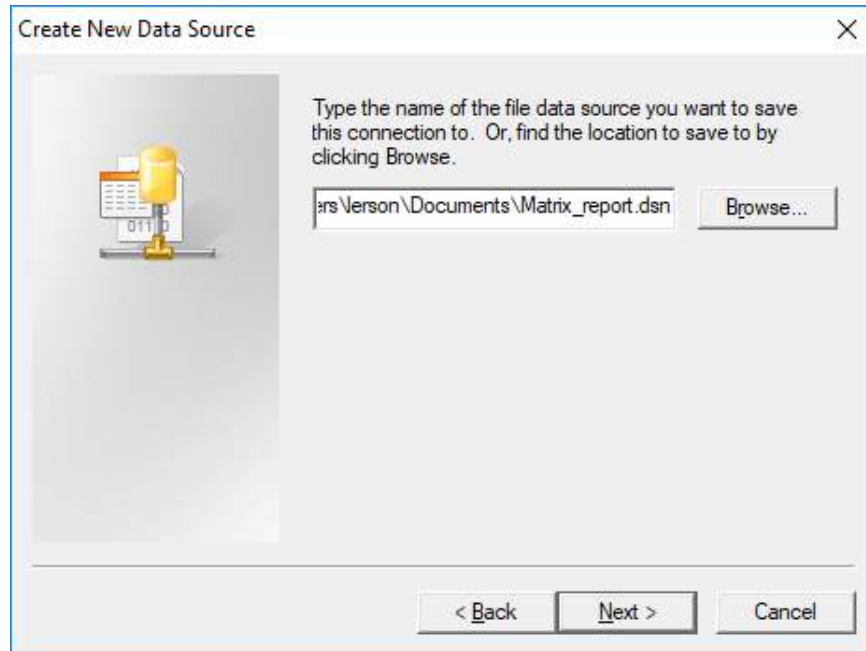 Create New Data Source
Type the name of the file data source you want to save
this connection to. Or, find the location to save to by
clicking Browse.
ers\lerson\Documents\Matrix_report.dsn
Browse...
< Back
Next >
Cancel